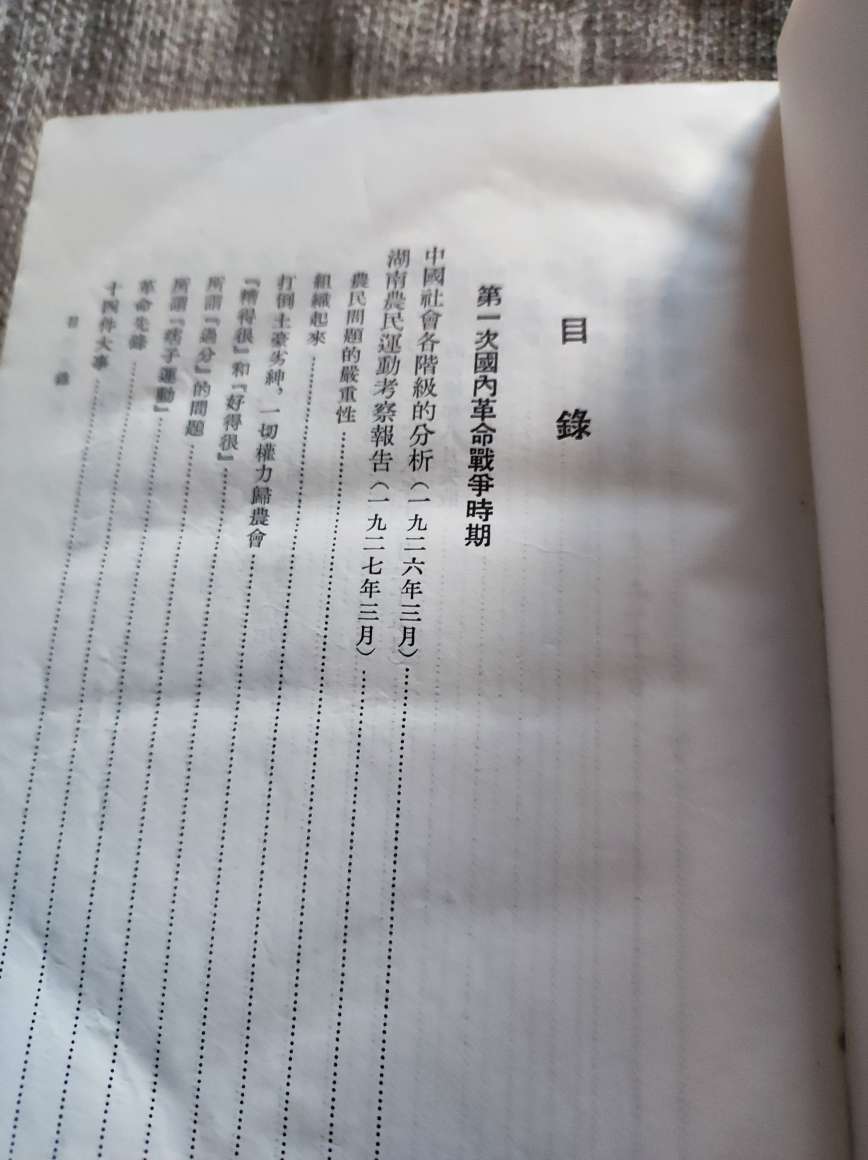 目錄
第一次國內革命戰爭時期
中國社會各階級的分析（一九二六年三月）
湖南農民運動考察報告（一九二七年三月）
農民問題的嚴重性
組織起來
打倒土豪劣紳，一切權力歸農會
『糟得很』和『好得很』
所謂『過分』的問題
所謂『痞子運動』
革命先鋒
十四件大事
目錄